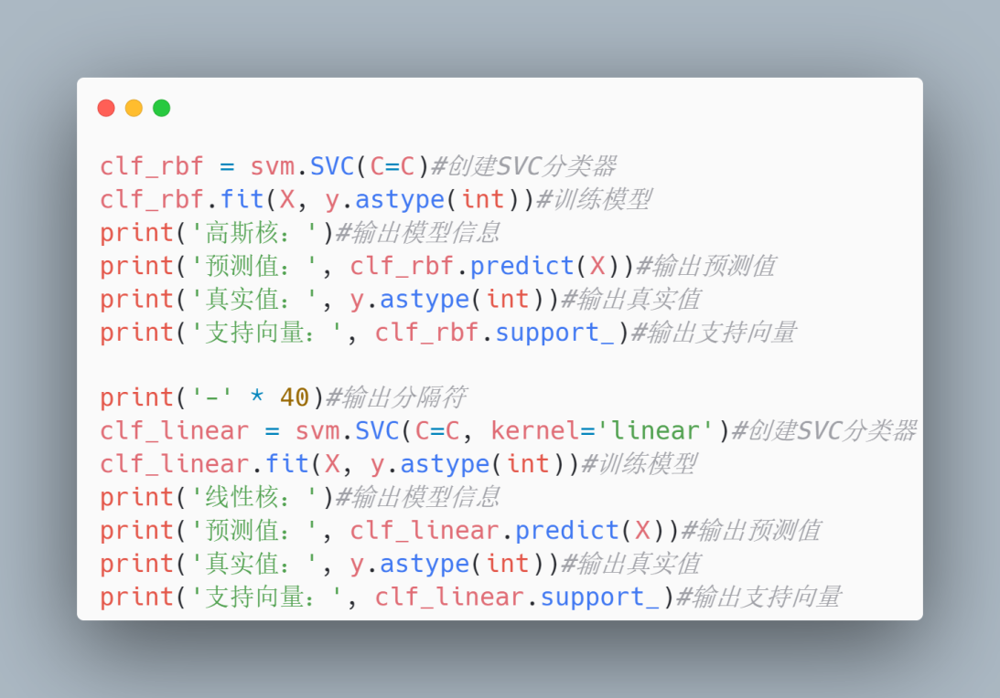 clf_rbf = svm.SVC(C=C)#创建SVC分类器
clf_rbf.fit(X, y.astype(int))#训练模型
print('高斯核：')#输出模型信息
print('预测值：', clf_rbf.predict(X))#输出预测值
print('真实值：', y.astype(int))#输出真实值
print('支持向量：', clf_rbf.support_)#输出支持向量
print('-' * 40)#输出分隔符
clf_linear = svm.SVC(C=C, kernel='linear')#创建SVC分类器
clf_linear.fit(X, y.astype(int))#训练模型
print('线性核：')#输出模型信息
print('预测值：', clf_linear.predict(X))#输出预测值
print('真实值：', y.astype(int))#输出真实值
print('支持向量：', clf_linear.support_)#输出支持向量